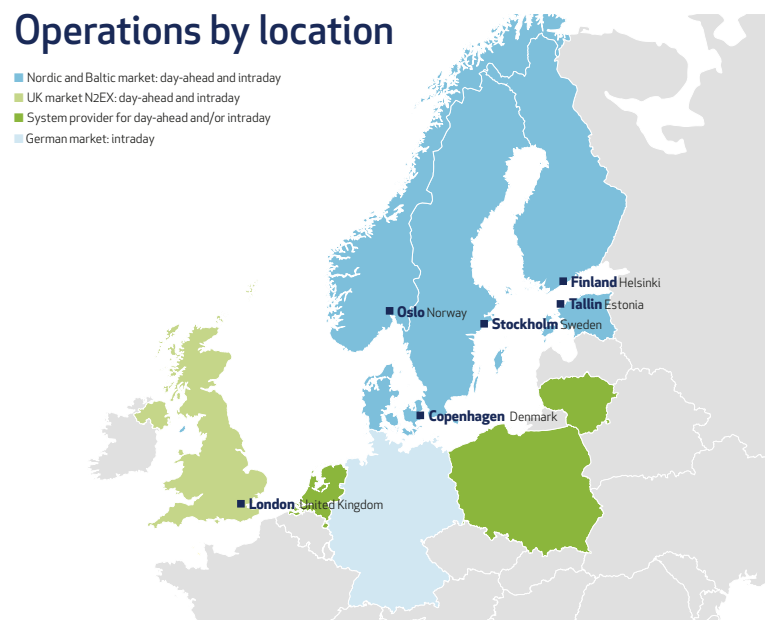 Operations by location
Nordic and Baltic market: day-ahead and intraday
UK market N2EX: day-ahead and intraday
System provider for day-ahead and/or intraday
German market: intraday
Finland Helsinki
Tallin Estonia
Oslo Norway
Stockholm Sweden
Copenhagen Denmark
London, United Kingdom